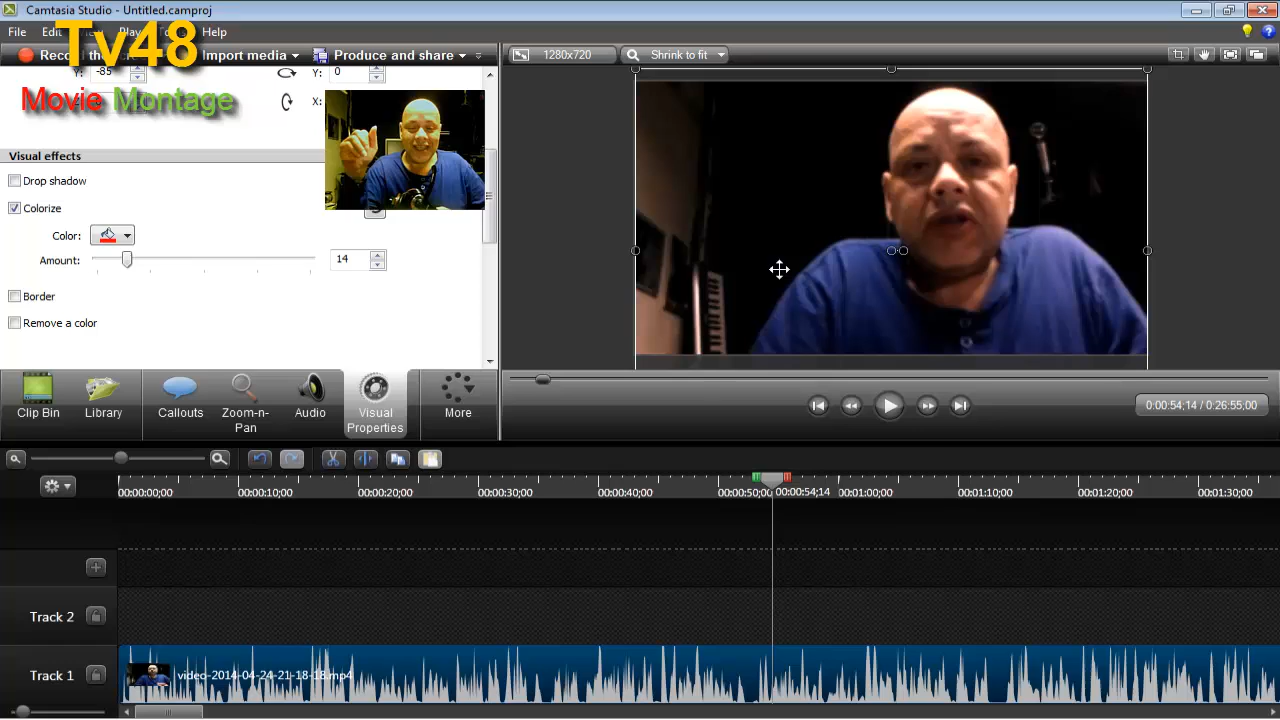 Camtasia Studio - Untitled.camproj
File Edit Play Help
Tv48
Record the Import media Produce and share
1280x720 Shrink to fit
Y: -85 Y: 0
X:
Movie Montage
Visual effects
Drop shadow
Colorize
Color:
Amount: 14
Border
Remove a color
Clip Bin Library Callouts Zoom-n-Pan Audio Visual Properties More
0:00:54;14 / 0:26:55;00
00:00:00;00 00:00:10;00 00:00:20;00 00:00:30;00 00:00:40;00 00:00:50;00 00:00:54;14 00:01:00;00 00:01:10;00 00:01:20;00 00:01:30;00
Track 2
Track 1 video-2014-04-24-21-18-18.mp4